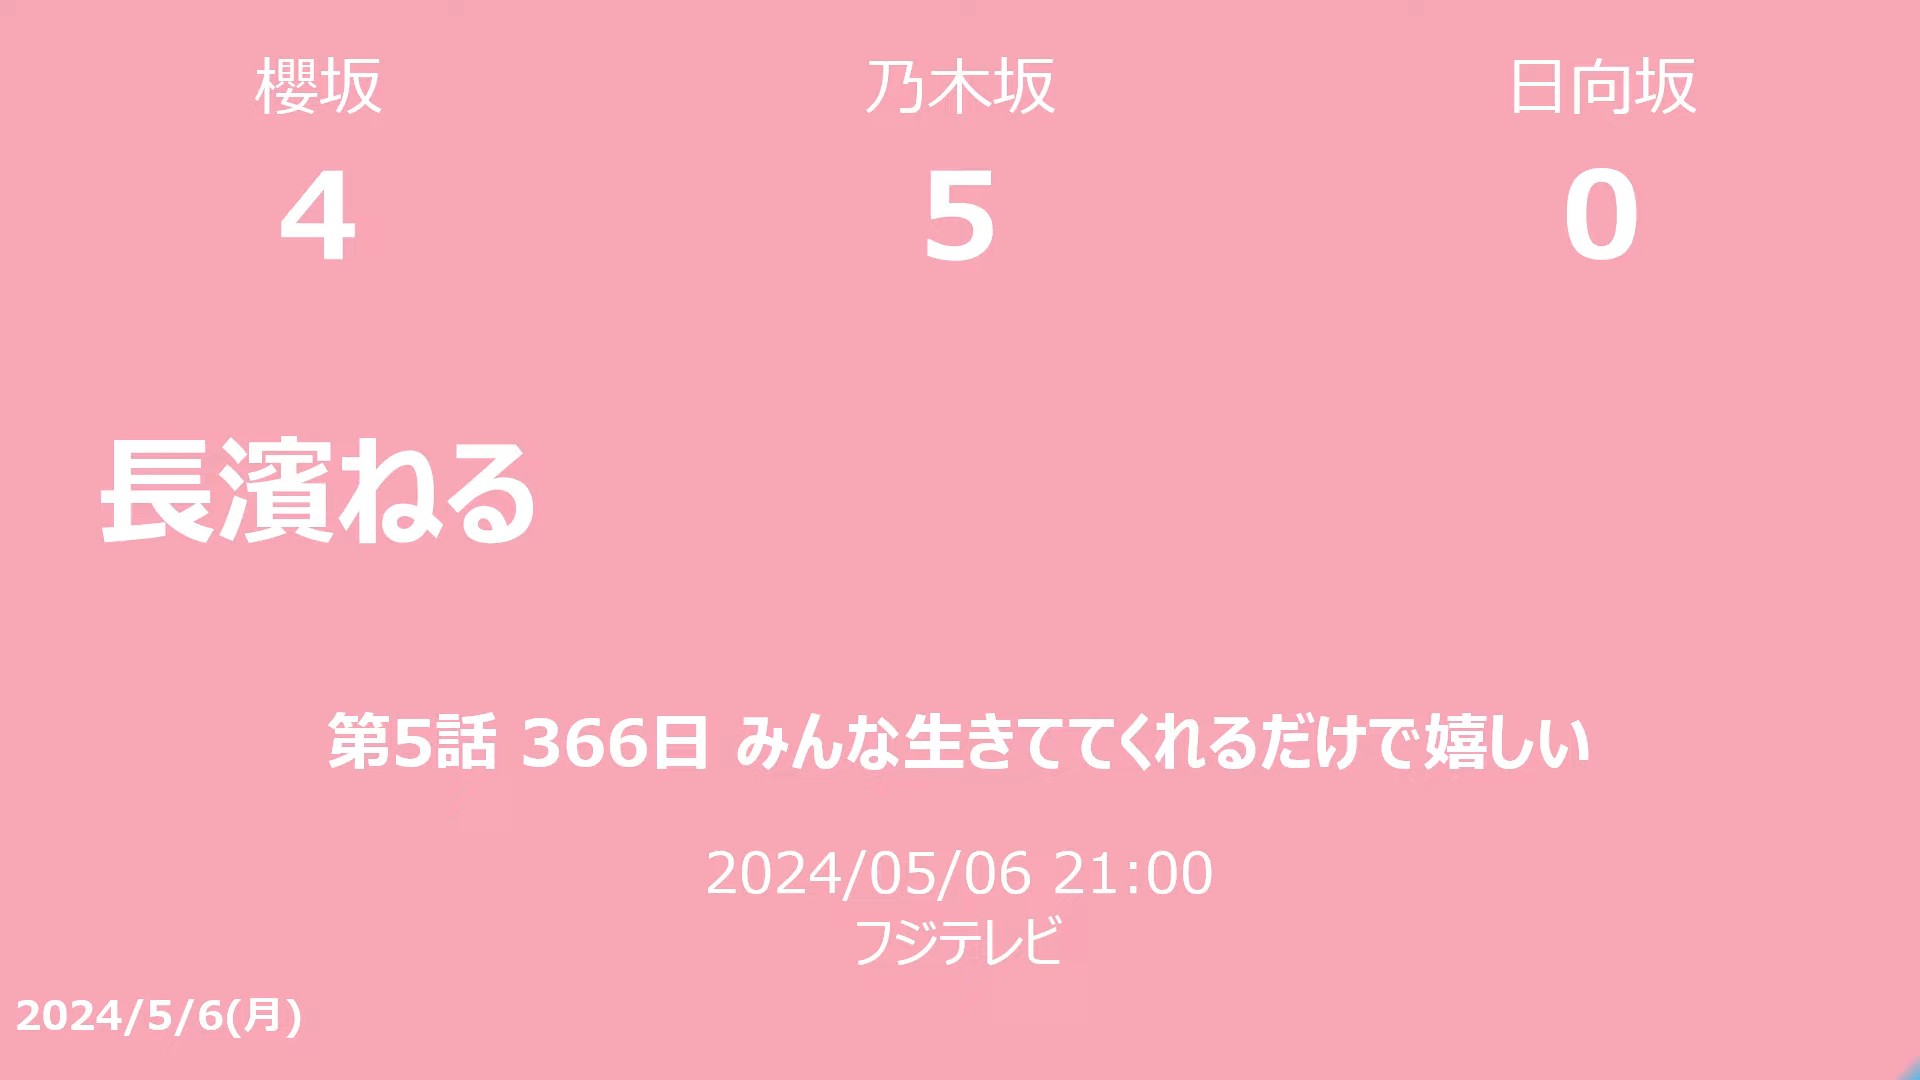 櫻坂 乃木坂 日向坂
4 5 0
長濱ねる
第5話 366日 みんな生きててくれるだけで嬉しい
2024/05/06 21:00
フジテレビ
2024/5/6(月)